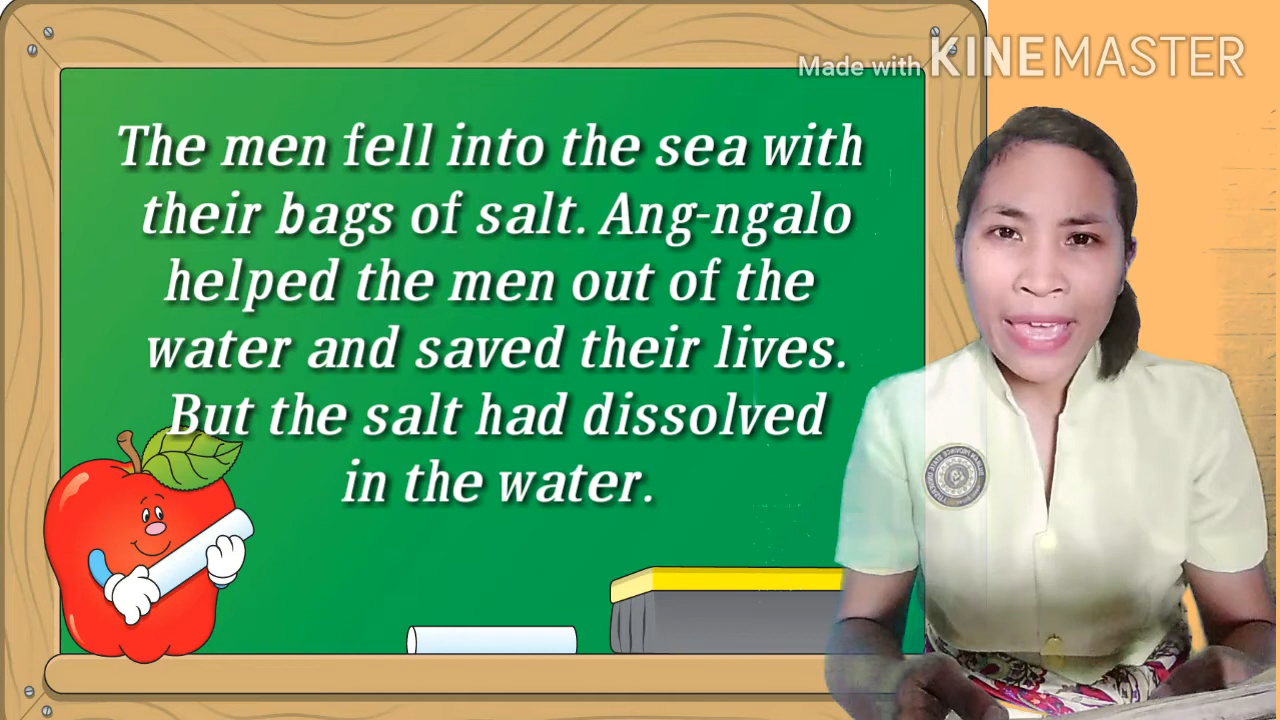 Made with KINEMASTER
The men fell into the sea with
their bags of salt. Ang-ngalo
helped the men out of the
water and saved their lives.
But the salt had dissolved
in the water.